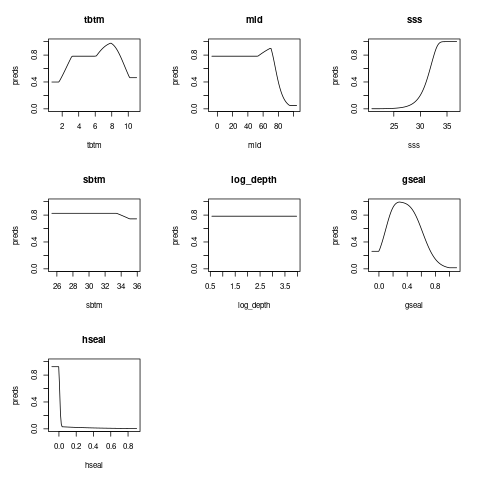 tbtm
preds
0.0 0.4 0.8
2 4 6 8 10
tbtm
mld
preds
0.0 0.4 0.8
0 20 40 60 80
mld
sss
preds
0.0 0.4 0.8
25 30 35
sss
sbtm
preds
0.0 0.4 0.8
26 28 30 32 34 36
sbtm
log_depth
preds
0.0 0.4 0.8
0.5 1.5 2.5 3.5
log_depth
gseal
preds
0.0 0.4 0.8
0.0 0.4 0.8
gseal
hseal
preds
0.0 0.4 0.8
0.0 0.2 0.4 0.6 0.8
hseal